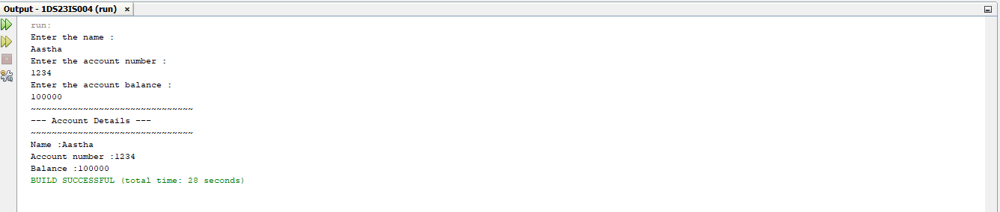 Output - 1DS23IS004 (run) ×
run:
Enter the name :
Aastha
Enter the account number :
1234
Enter the account balance :
100000
~~~~~~~~~~~~~~~~~~~~~~~~~~~~~~~
--- Account Details ---
~~~~~~~~~~~~~~~~~~~~~~~~~~~~~~~
Name :Aastha
Account number :1234
Balance :100000
BUILD SUCCESSFUL (total time: 28 seconds)